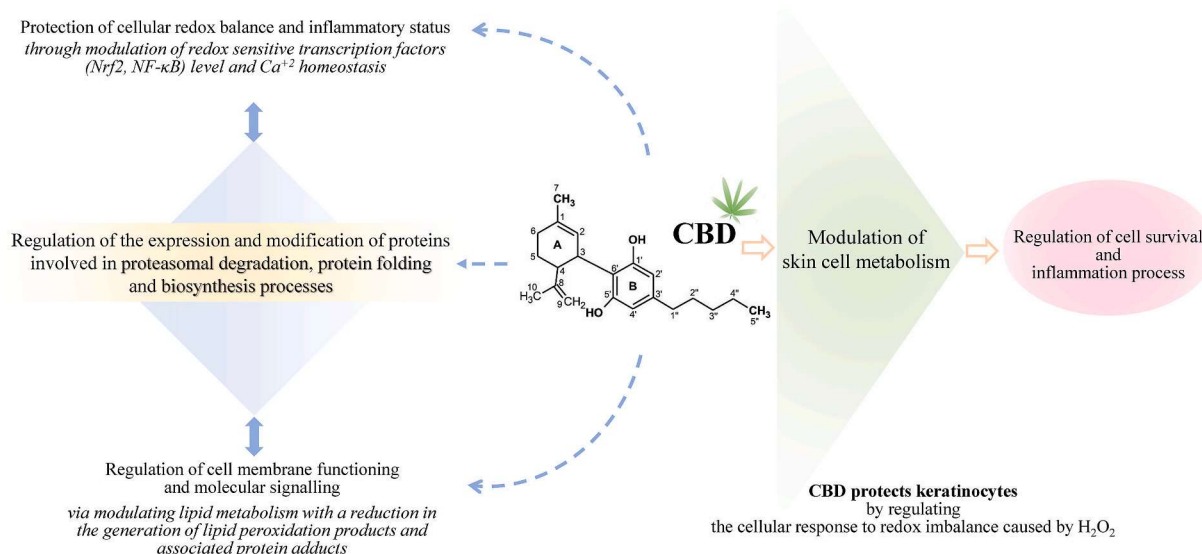 Protection of cellular redox balance and inflammatory status
through modulation of redox sensitive transcription factors
(Nrf2, NF-κB) level and Ca⁺² homeostasis
Regulation of the expression and modification of proteins
involved in proteasomal degradation, protein folding
and biosynthesis processes
Regulation of cell membrane functioning
and molecular signalling
via modulating lipid metabolism with a reduction in
the generation of lipid peroxidation products and
associated protein adducts
7
CH₃
1
6
2
A
5
3
4
8
10
H₃C
9
CH₂
OH
1'
6'
2'
B
5'
3'
HO
4'
1"
2"
3"
4"
CH₃
5"
CBD
Modulation of
skin cell metabolism
Regulation of cell survival
and
inflammation process
CBD protects keratinocytes
by regulating
the cellular response to redox imbalance caused by H₂O₂